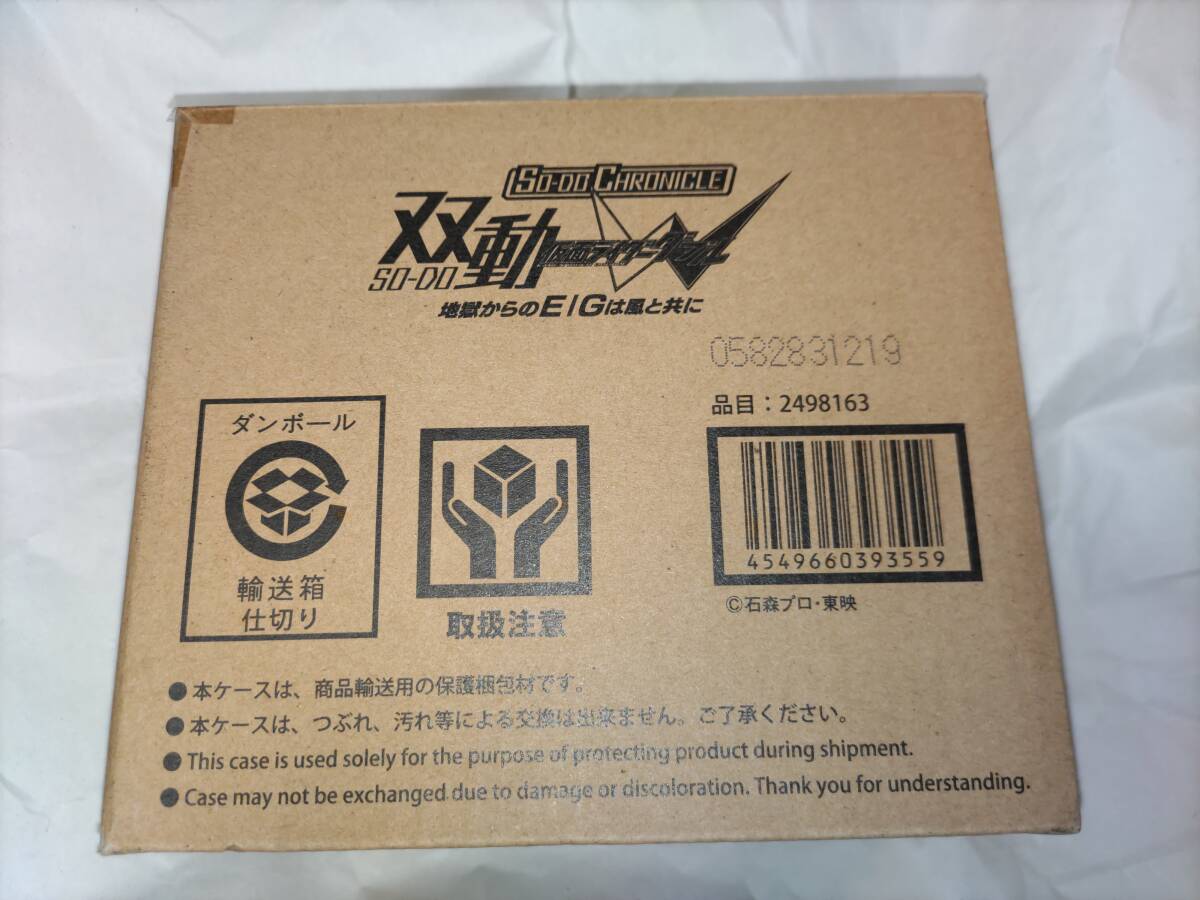 SO-DO CHRONICLE
双動
SO-DO
仮面ライダーダブル
地獄からのE/Gは風と共に
0582831219
品目：2498163
4549660393559
©石森プロ・東映
ダンボール
輸送箱
仕切り
取扱注意
●本ケースは、商品輸送用の保護梱包材です。
●本ケースは、つぶれ、汚れ等による交換は出来ません。ご了承ください。
●This case is used solely for the purpose of protecting product during shipment.
●Case may not be exchanged due to damage or discoloration. Thank you for understanding.